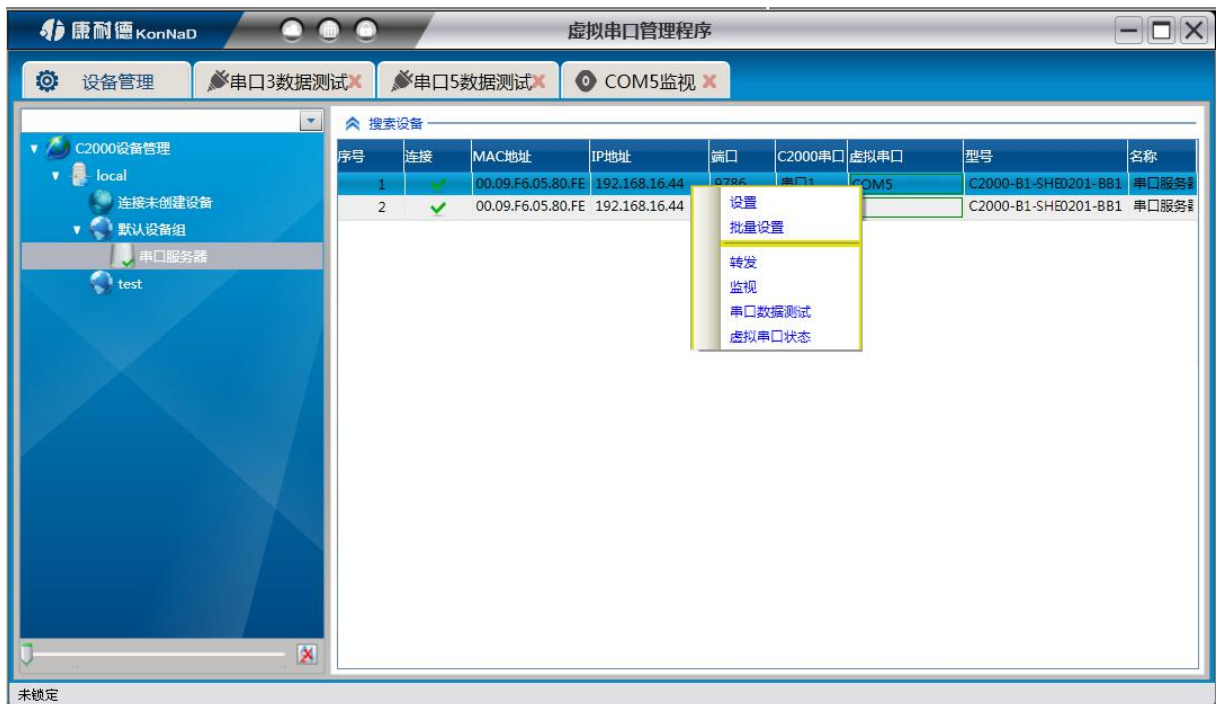 康耐德 KonNaD 虚拟串口管理程序
设备管理 串口3数据测试 串口5数据测试 COM5监视
搜索设备
C2000设备管理
local
连接未创建设备
默认设备组
串口服务器
test
序号 连接 MAC地址 IP地址 端口 C2000串口 虚拟串口 型号 名称
1 00.09.F6.05.80.FE 192.168.16.44 9786 串口1 COM5 C2000-B1-SHE0201-BB1 串口服务器
2 00.09.F6.05.80.FE 192.168.16.44 C2000-B1-SHE0201-BB1 串口服务器
设置
批量设置
转发
监视
串口数据测试
虚拟串口状态
未锁定